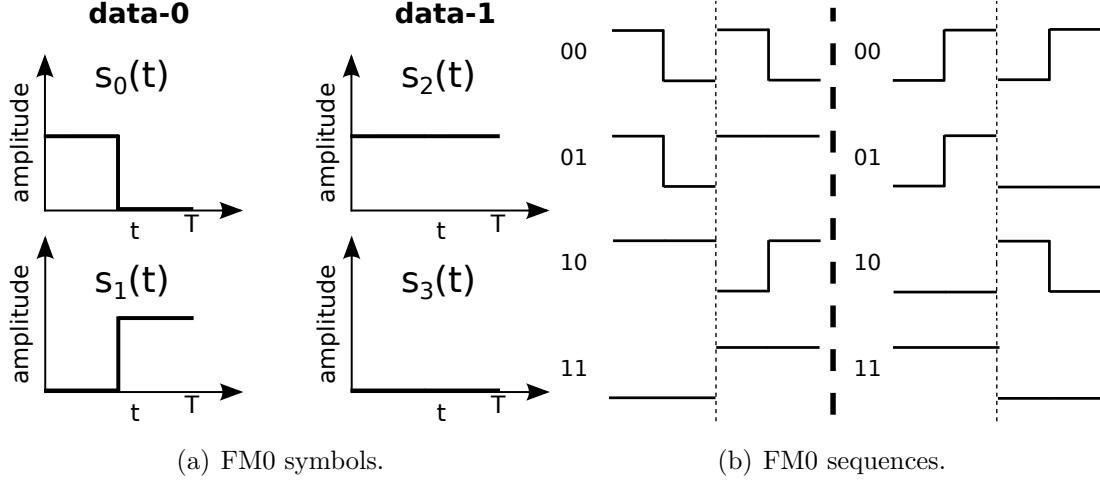 data-0
data-1
amplitude
s0(t)
t
T
amplitude
s2(t)
t
T
amplitude
s1(t)
t
T
amplitude
s3(t)
t
T
00
01
10
11
00
01
10
11
(a) FM0 symbols.
(b) FM0 sequences.